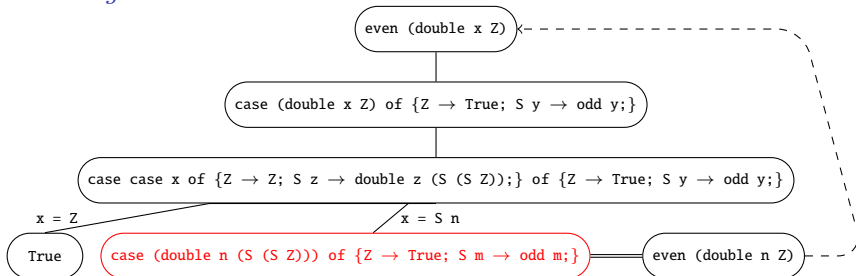 even (double x Z)
case (double x Z) of {Z → True; S y → odd y;}
case case x of {Z → Z; S z → double z (S (S Z));} of {Z → True; S y → odd y;}
x = Z
x = S n
True
case (double n (S (S Z))) of {Z → True; S m → odd m;}
even (double n Z)